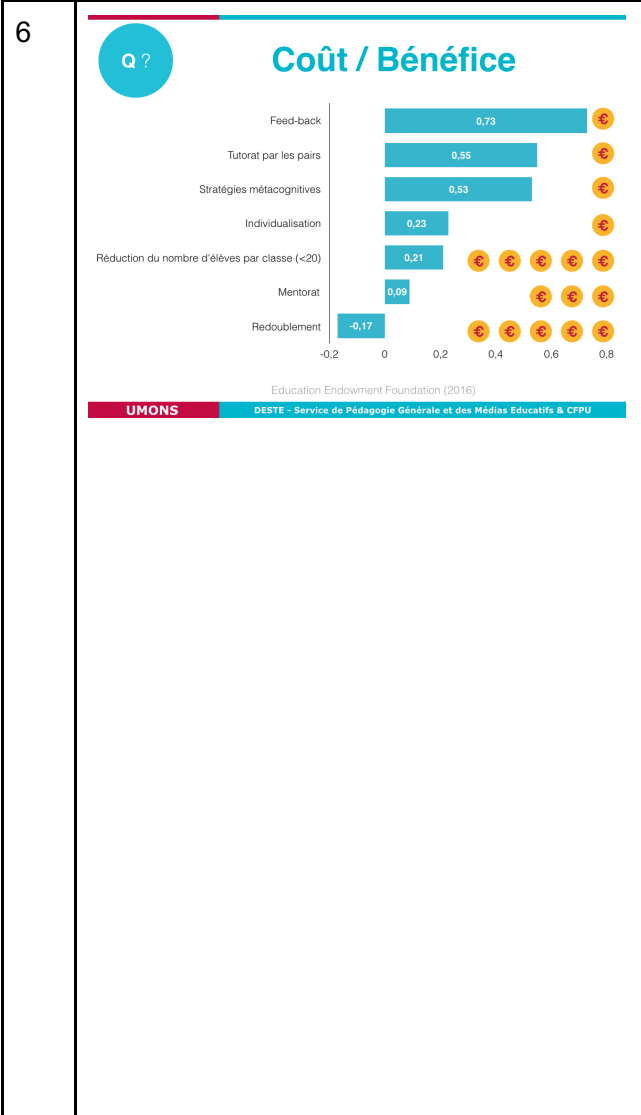 6
Q ?
Coût / Bénéfice
Feed-back
0,73
€
Tutorat par les pairs
0,55
€
Stratégies métacognitives
0,53
€
Individualisation
0,23
€
Réduction du nombre d'élèves par classe (<20)
0,21
€ € € € €
Mentorat
0,09
€ € €
Redoublement
-0,17
€ € € € €
-0,2 0 0,2 0,4 0,6 0,8
Education Endowment Foundation (2016)
UMONS
DESTE - Service de Pédagogie Générale et des Médias Educatifs & CFPU